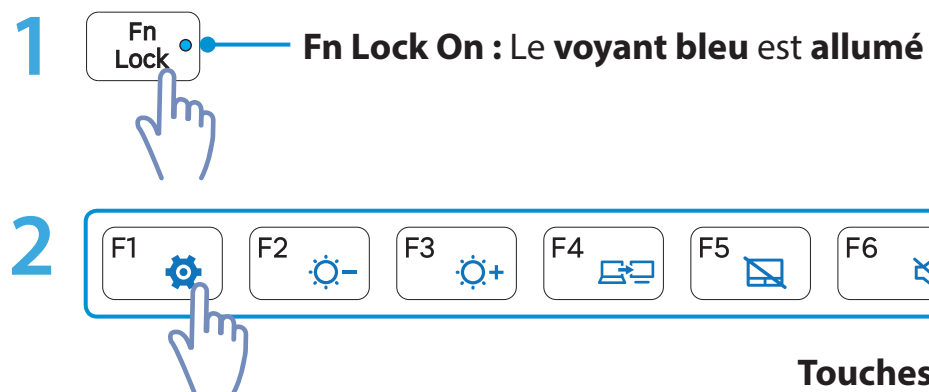 1
Fn
Lock
Fn Lock On : Le voyant bleu est allumé
2
F1 F2 F3 F4 F5 F6
Touches